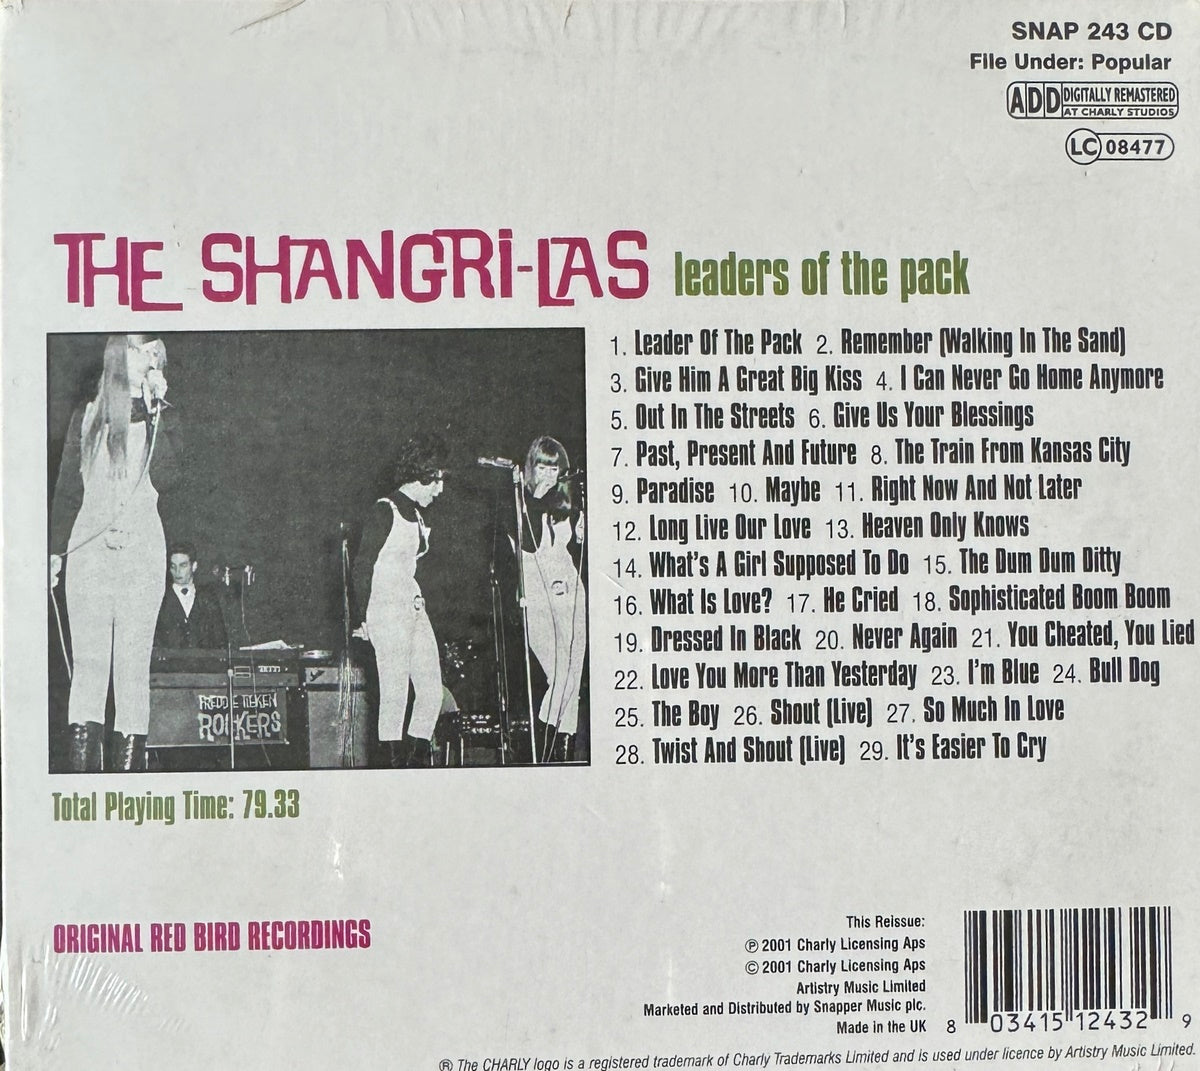 SNAP 243 CD
File Under: Popular
ADD DIGITALLY REMASTERED
AT CHARLY STUDIOS
LC 08477
THE SHANGRi-LAS leaders of the pack
1. Leader Of The Pack 2. Remember (Walking In The Sand)
3. Give Him A Great Big Kiss 4. I Can Never Go Home Anymore
5. Out In The Streets 6. Give Us Your Blessings
7. Past, Present And Future 8. The Train From Kansas City
9. Paradise 10. Maybe 11. Right Now And Not Later
12. Long Live Our Love 13. Heaven Only Knows
14. What's A Girl Supposed To Do 15. The Dum Dum Ditty
16. What Is Love? 17. He Cried 18. Sophisticated Boom Boom
19. Dressed In Black 20. Never Again 21. You Cheated, You Lied
22. Love You More Than Yesterday 23. I'm Blue 24. Bull Dog
25. The Boy 26. Shout (Live) 27. So Much In Love
28. Twist And Shout (Live) 29. It's Easier To Cry
ROCKERS
Total Playing Time: 79.33
ORIGINAL RED BIRD RECORDINGS
This Reissue:
℗ 2001 Charly Licensing Aps
© 2001 Charly Licensing Aps
Artistry Music Limited
Marketed and Distributed by Snapper Music plc.
Made in the UK
8 03415 12432 9
® The CHARLY logo is a registered trademark of Charly Trademarks Limited and is used under licence by Artistry Music Limited.